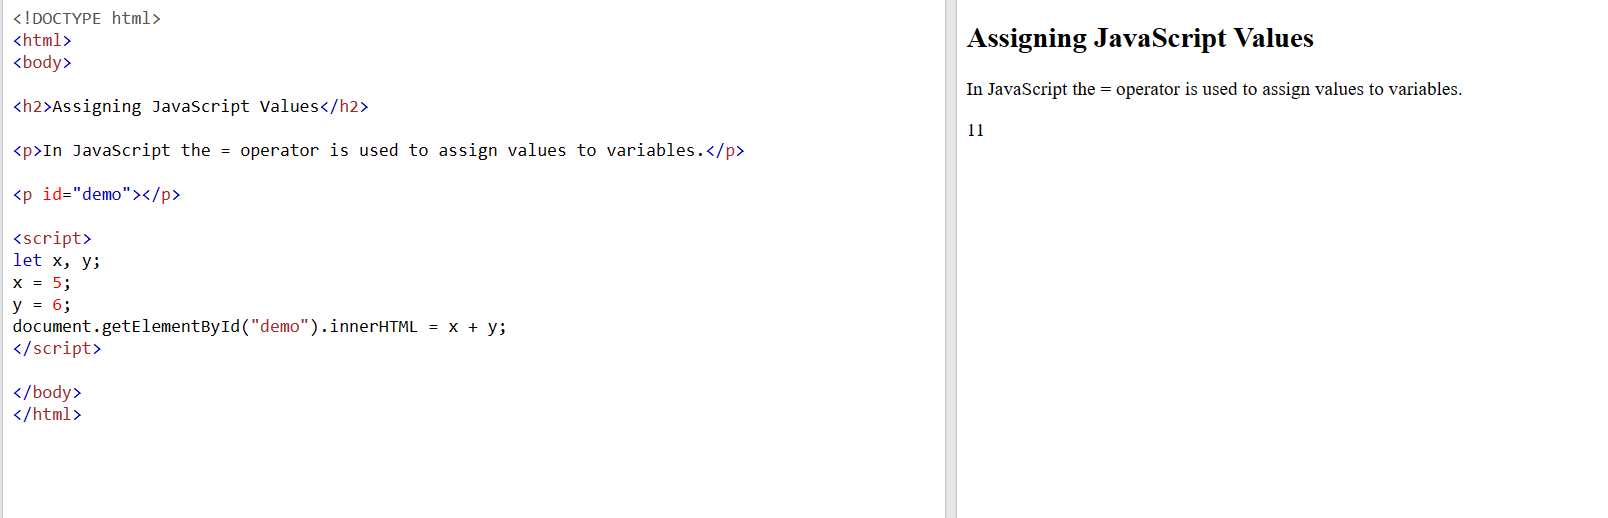 <!DOCTYPE html>
<html>
<body>
<h2>Assigning JavaScript Values</h2>
<p>In JavaScript the = operator is used to assign values to variables.</p>
<p id="demo"></p>
<script>
let x, y;
x = 5;
y = 6;
document.getElementById("demo").innerHTML = x + y;
</script>
</body>
</html>
Assigning JavaScript Values
In JavaScript the = operator is used to assign values to variables.
11